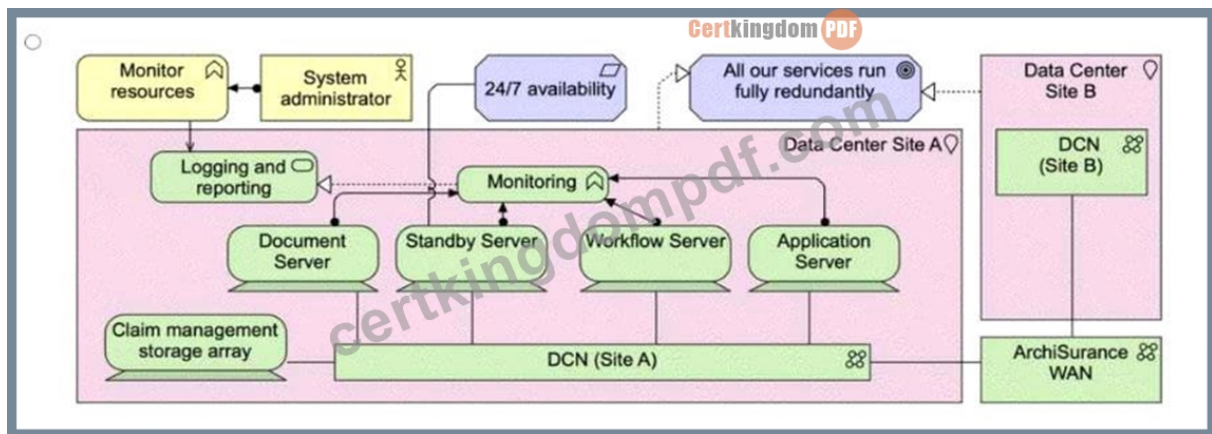 Certkingdom PDF
Monitor
resources
System
administrator
24/7 availability
All our services run
fully redundantly
Data Center
Site B
Data Center Site A
DCN
(Site B)
Logging and
reporting
Monitoring
Document
Server
Standby Server
Workflow Server
Application
Server
Claim management
storage array
DCN (Site A)
ArchiSurance
WAN
certkingdompdf.com